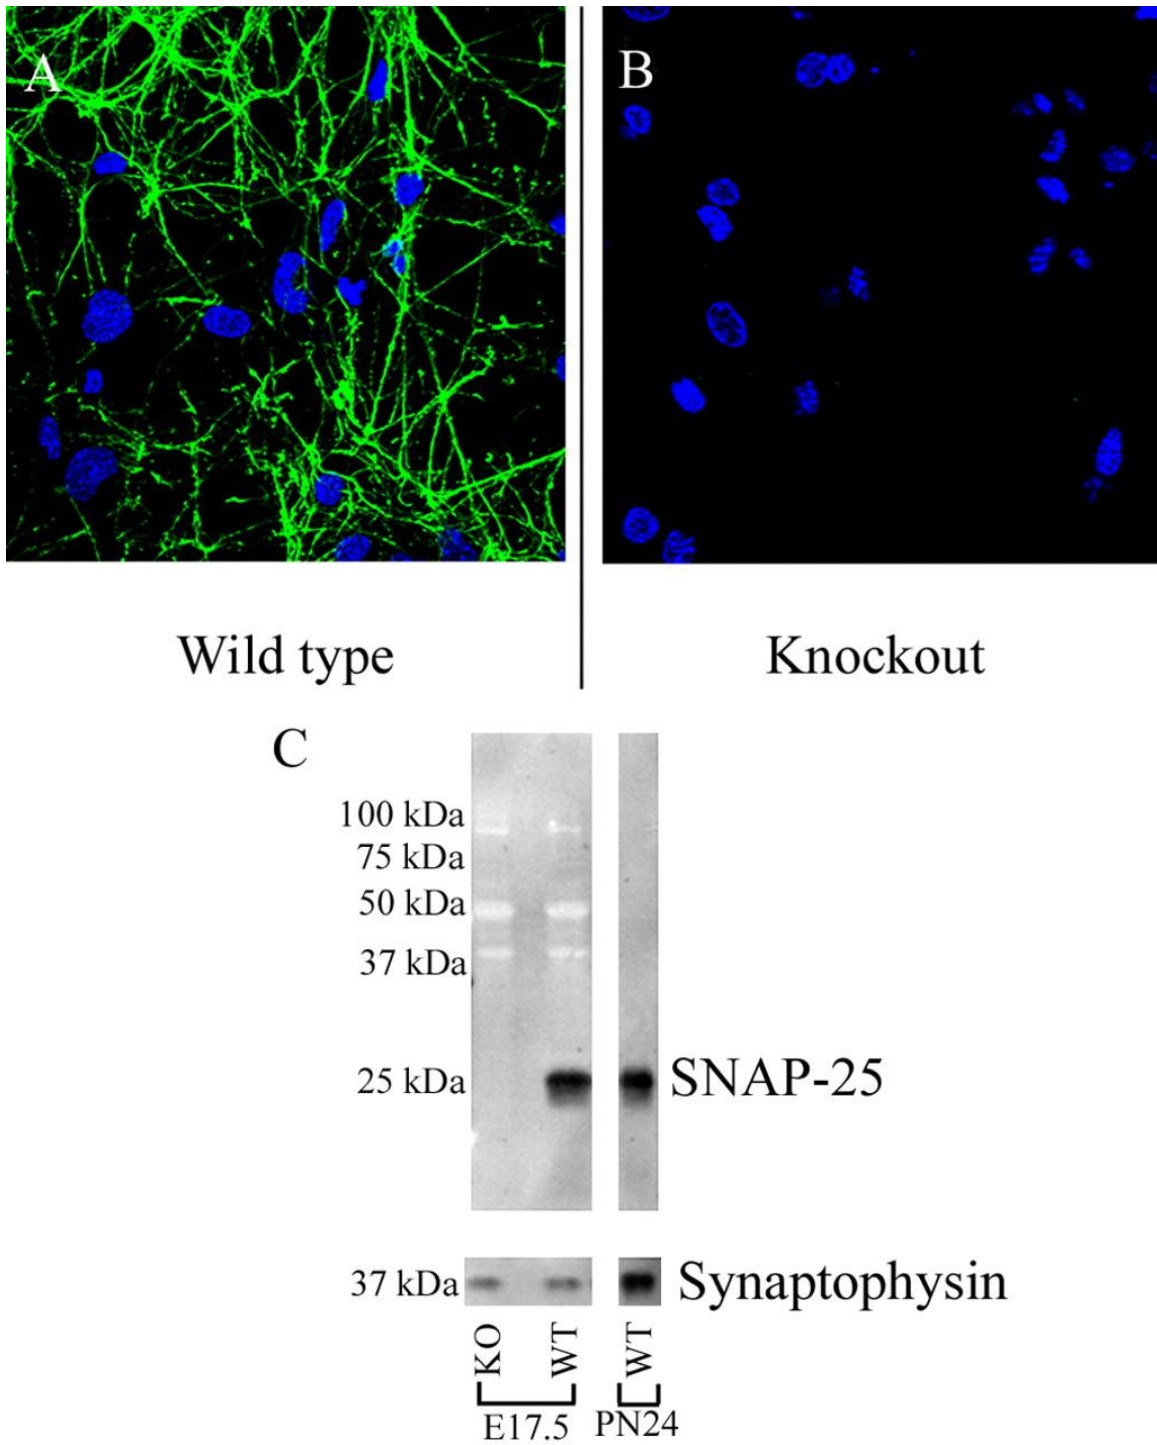 A
B
Wild type
Knockout
C
100 kDa
75 kDa
50 kDa
37 kDa
25 kDa
SNAP-25
37 kDa
Synaptophysin
KO
WT
WT
E17.5
PN24